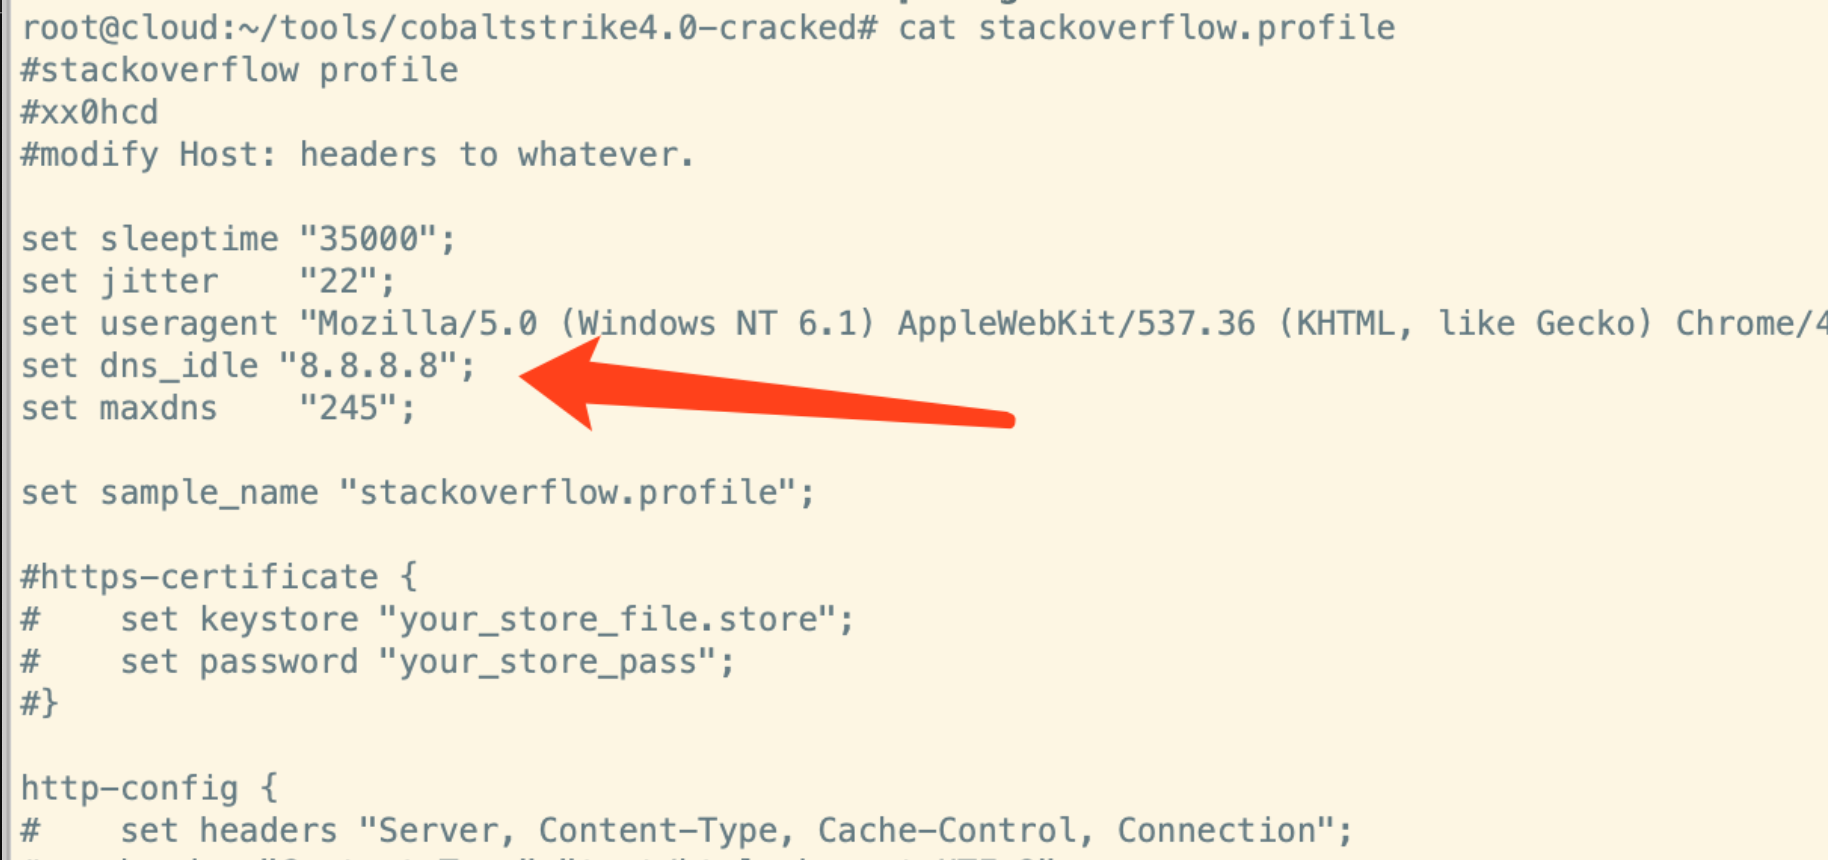 root@cloud:~/tools/cobaltstrike4.0-cracked# cat stackoverflow.profile
#stackoverflow profile
#xx0hcd
#modify Host: headers to whatever.
set sleeptime "35000";
set jitter    "22";
set useragent "Mozilla/5.0 (Windows NT 6.1) AppleWebKit/537.36 (KHTML, like Gecko) Chrome/4
set dns_idle "8.8.8.8";
set maxdns    "245";
set sample_name "stackoverflow.profile";
#https-certificate {
#    set keystore "your_store_file.store";
#    set password "your_store_pass";
#}
http-config {
#    set headers "Server, Content-Type, Cache-Control, Connection";